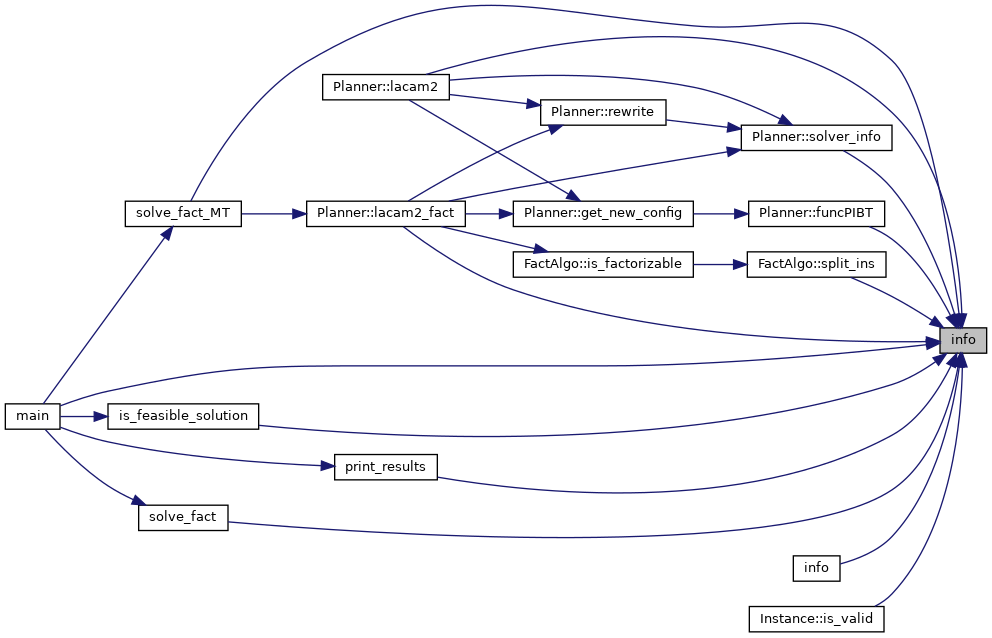 Planner::lacam2
Planner::rewrite
Planner::solver_info
solve_fact_MT
Planner::lacam2_fact
Planner::get_new_config
Planner::funcPIBT
FactAlgo::is_factorizable
FactAlgo::split_ins
info
main
is_feasible_solution
print_results
solve_fact
info
Instance::is_valid